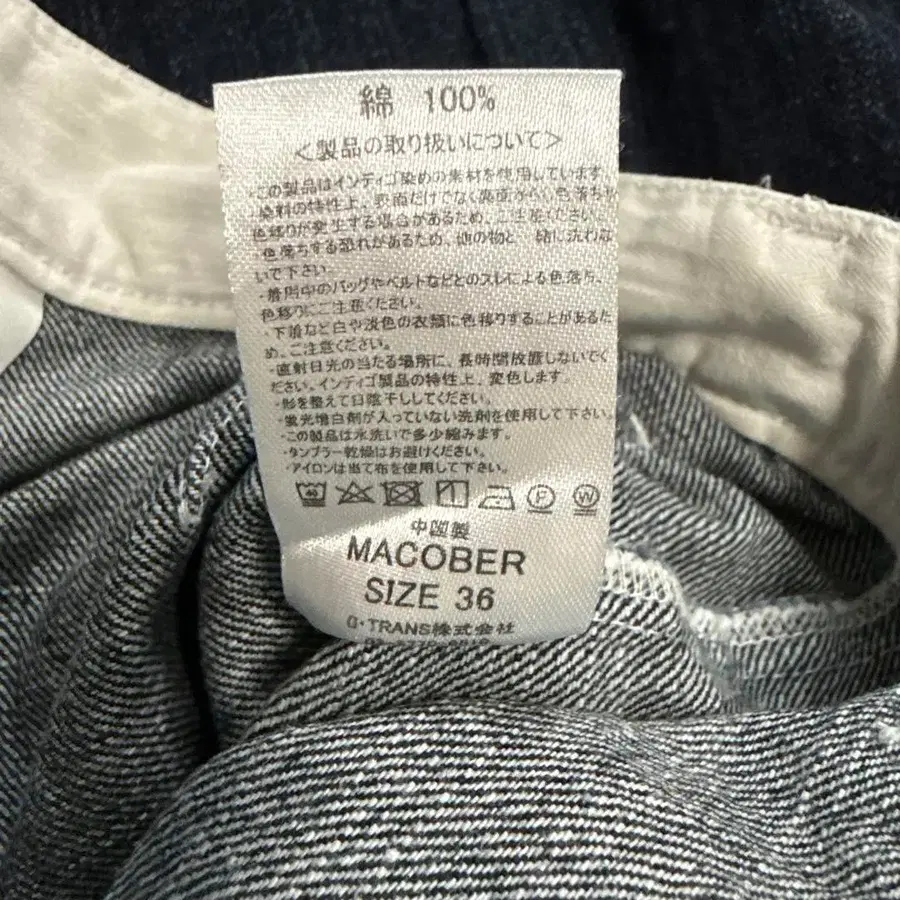 綿 100%
<製品の取り扱いについて>
・この製品はインディゴ染めの素材を使用しています。
染料の特性上、表面だけでなく裏面からも色落ちや
色移りが発生する場合があるため、ご注意ください。
・色落ちする恐れがあるため、他の物と一緒に洗わな
いで下さい。
・着用中のバッグやベルトなどとのスレによる色落ち、
色移りにご注意ください。
・下着など白や淡色の衣類に色移りすることがあるた
め、ご注意ください。
・直射日光の当たる場所に、長時間放置しないでく
ださい。インディゴ製品の特性上、変色します。
・形を整えて日陰干ししてください。
・蛍光増白剤が入っていない洗剤を使用して下さい。
・この製品は水洗いで多少縮みます。
・タンブラー乾燥はお避けください。
・アイロンは当て布を使用して下さい。
40
F
W
中国製
MACOBER
SIZE 36
G・TRANS株式会社